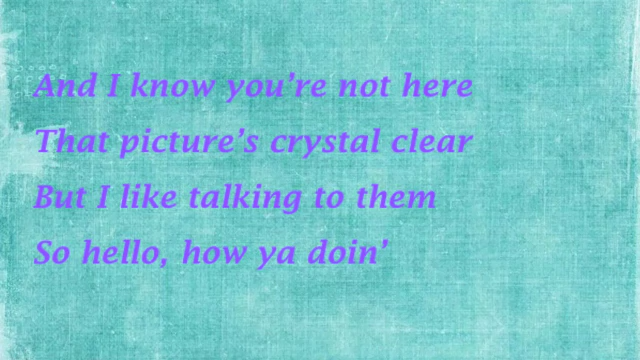 And I know you're not here
That picture's crystal clear
But I like talking to them
So hello, how ya doin'